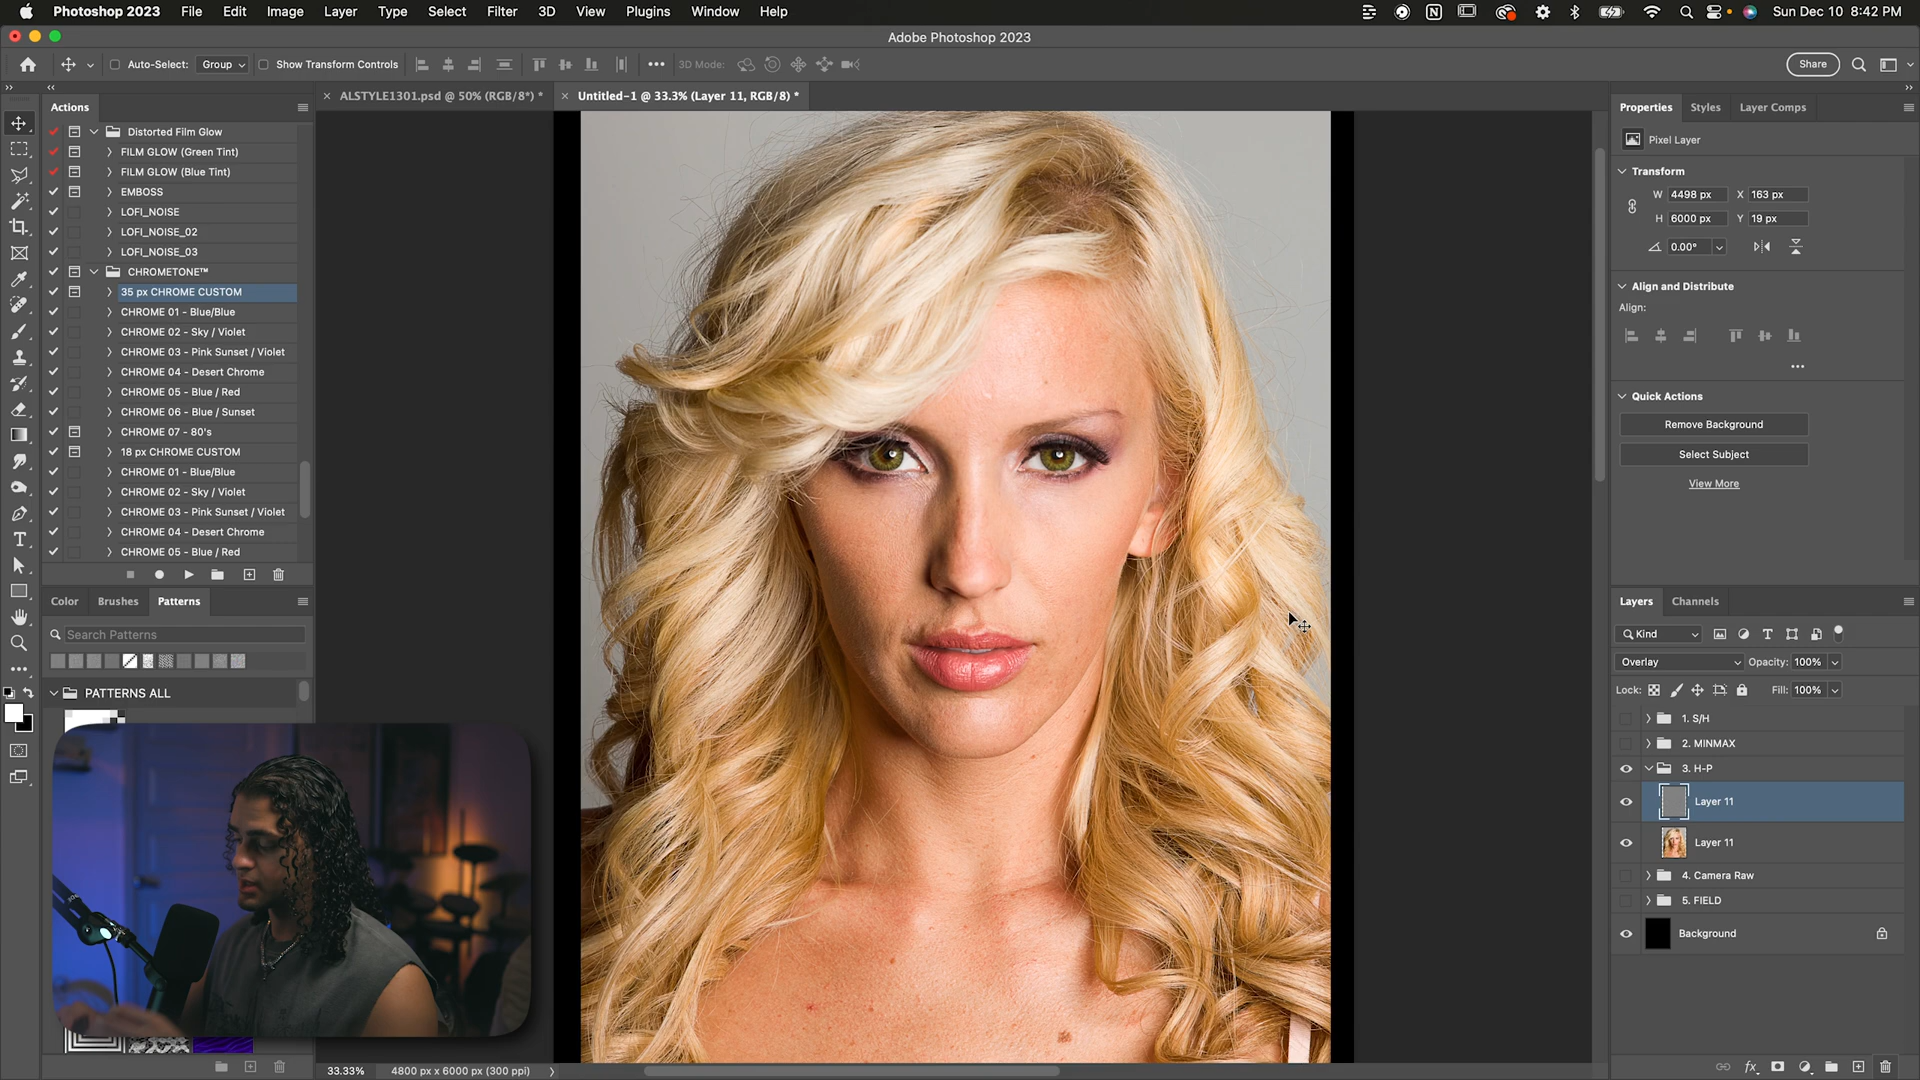 Photoshop 2023 File Edit Image Layer Type Select Filter 3D View Plugins Window Help Sun Dec 10 8:42 PM
Adobe Photoshop 2023
Auto-Select: Group Show Transform Controls 3D Mode: Share
Actions
Distorted Film Glow
FILM GLOW (Green Tint)
FILM GLOW (Blue Tint)
EMBOSS
LOFI_NOISE
LOFI_NOISE_02
LOFI_NOISE_03
CHROMETONE™
35 px CHROME CUSTOM
CHROME 01 - Blue/Blue
CHROME 02 - Sky / Violet
CHROME 03 - Pink Sunset / Violet
CHROME 04 - Desert Chrome
CHROME 05 - Blue / Red
CHROME 06 - Blue / Sunset
CHROME 07 - 80's
18 px CHROME CUSTOM
CHROME 01 - Blue/Blue
CHROME 02 - Sky / Violet
CHROME 03 - Pink Sunset / Violet
CHROME 04 - Desert Chrome
CHROME 05 - Blue / Red
Color Brushes Patterns
Search Patterns
PATTERNS ALL
ALSTYLE1301.psd @ 50% (RGB/8*) * Untitled-1 @ 33.3% (Layer 11, RGB/8) *
33.33% 4800 px x 6000 px (300 ppi)
Properties Styles Layer Comps
Pixel Layer
Transform
W 4498 px X 163 px
H 6000 px Y 19 px
0.00°
Align and Distribute
Align:
Quick Actions
Remove Background
Select Subject
View More
Layers Channels
Kind
Overlay Opacity: 100%
Lock: Fill: 100%
1. S/H
2. MINMAX
3. H-P
Layer 11
Layer 11
4. Camera Raw
5. FIELD
Background